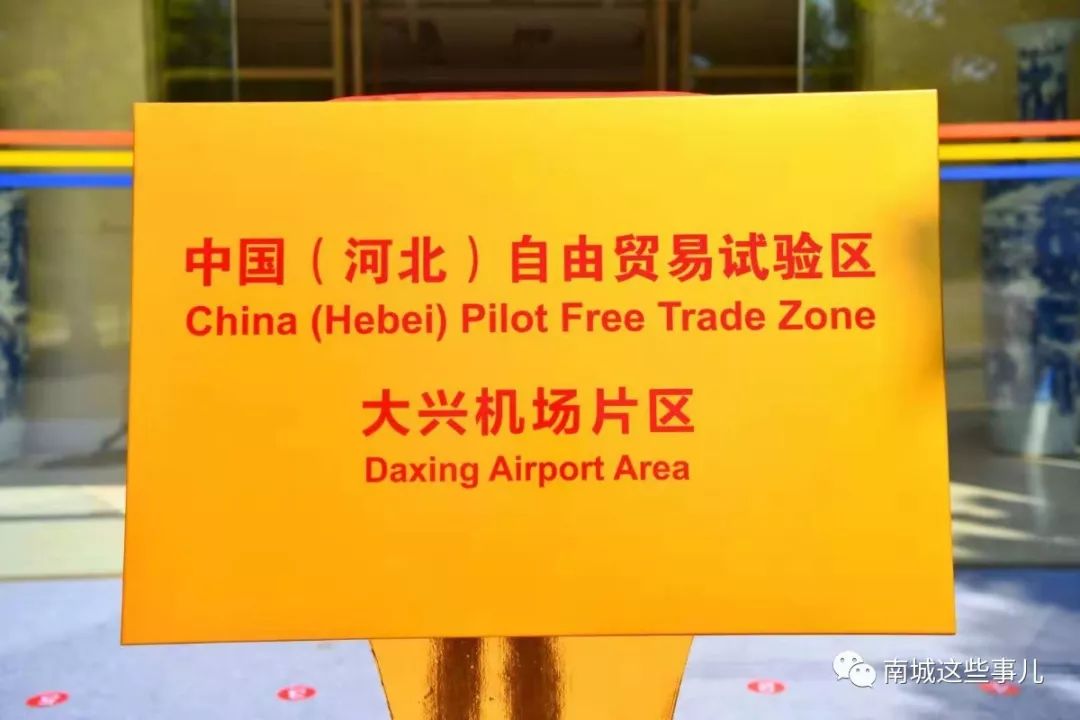 中国（河北）自由贸易试验区
China (Hebei) Pilot Free Trade Zone
大兴机场片区
Daxing Airport Area
南城这些事儿